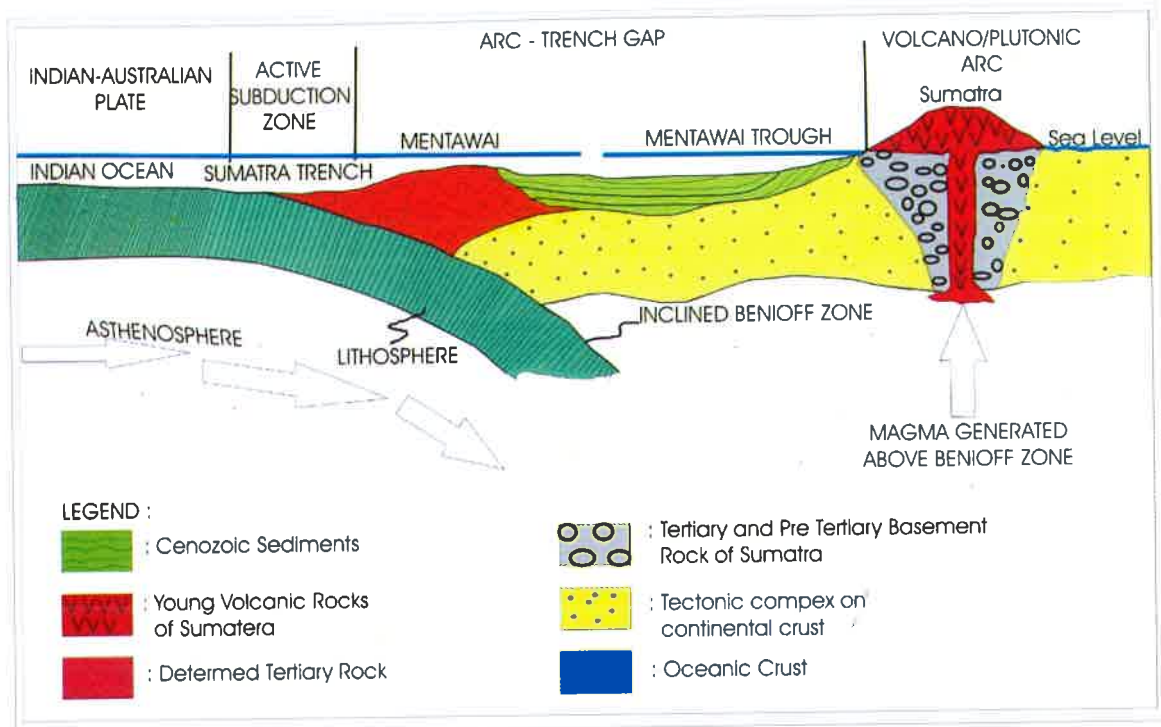 ARC - TRENCH GAP
VOLCANO/PLUTONIC
ARC
INDIAN-AUSTRALIAN
PLATE
ACTIVE
SUBDUCTION
ZONE
Sumatra
MENTAWAI
MENTAWAI TROUGH
Sea Level
INDIAN OCEAN
SUMATRA TRENCH
INCLINED BENIOFF ZONE
ASTHENOSPHERE
LITHOSPHERE
MAGMA GENERATED
ABOVE BENIOFF ZONE
LEGEND :
: Cenozoic Sediments
: Young Volcanic Rocks
of Sumatera
: Determed Tertiary Rock
: Tertiary and Pre Tertiary Basement
Rock of Sumatra
: Tectonic compex on
continental crust
: Oceanic Crust